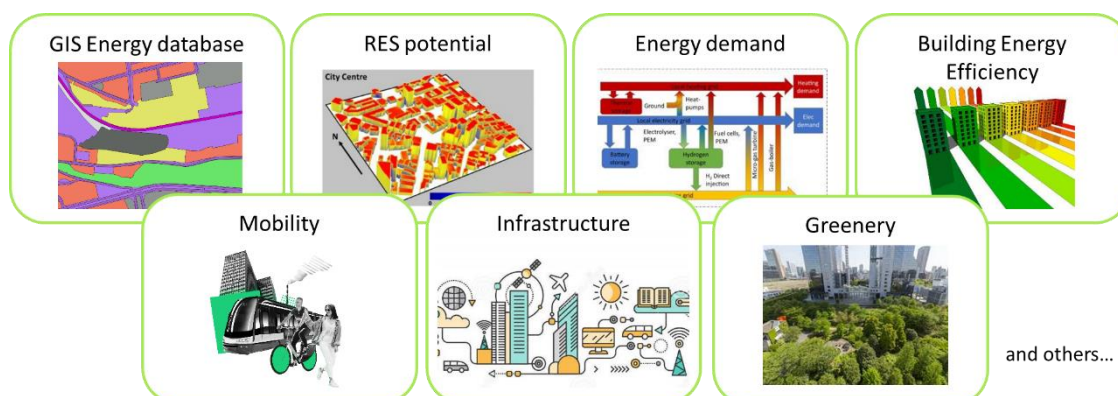 GIS Energy database
RES potential
City Centre
N
Energy demand
Heating
demand
Ground
Heat-
pumps
Local electricity grid
Elec
demand
Electrolyser,
PEM
Fuel cells,
PEM
Battery
storage
Hydrogen
storage
Micro-gas turbine
Gas-boiler
H₂ Direct
injection
grid
Building Energy
Efficiency
Mobility
Infrastructure
Greenery
and others...